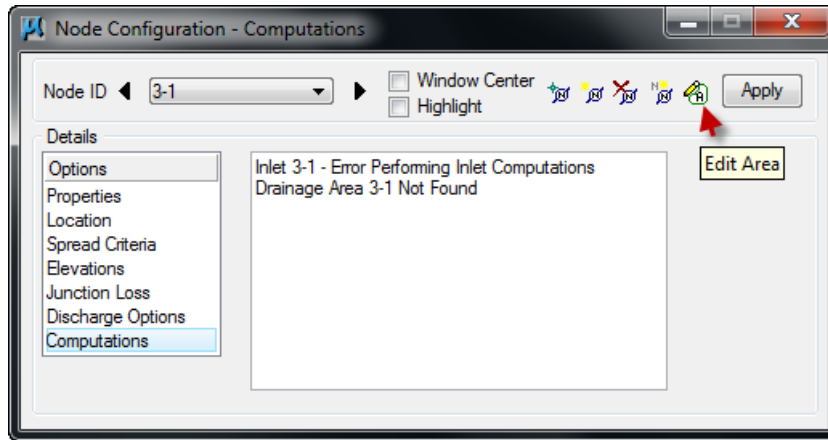 Node Configuration - Computations
Node ID 3-1 Window Center Apply
Highlight
Edit Area
Details
Options
Properties
Location
Spread Criteria
Elevations
Junction Loss
Discharge Options
Computations
Inlet 3-1 - Error Performing Inlet Computations
Drainage Area 3-1 Not Found